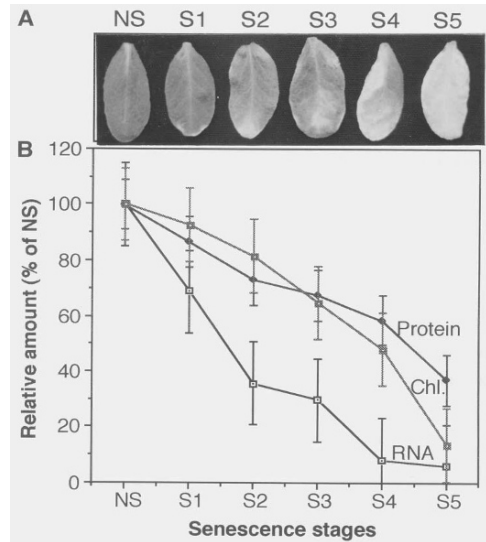 A
NS S1 S2 S3 S4 S5
B
120
100
80
60
40
20
0
Relative amount (% of NS)
Protein
Chl.
RNA
NS S1 S2 S3 S4 S5
Senescence stages